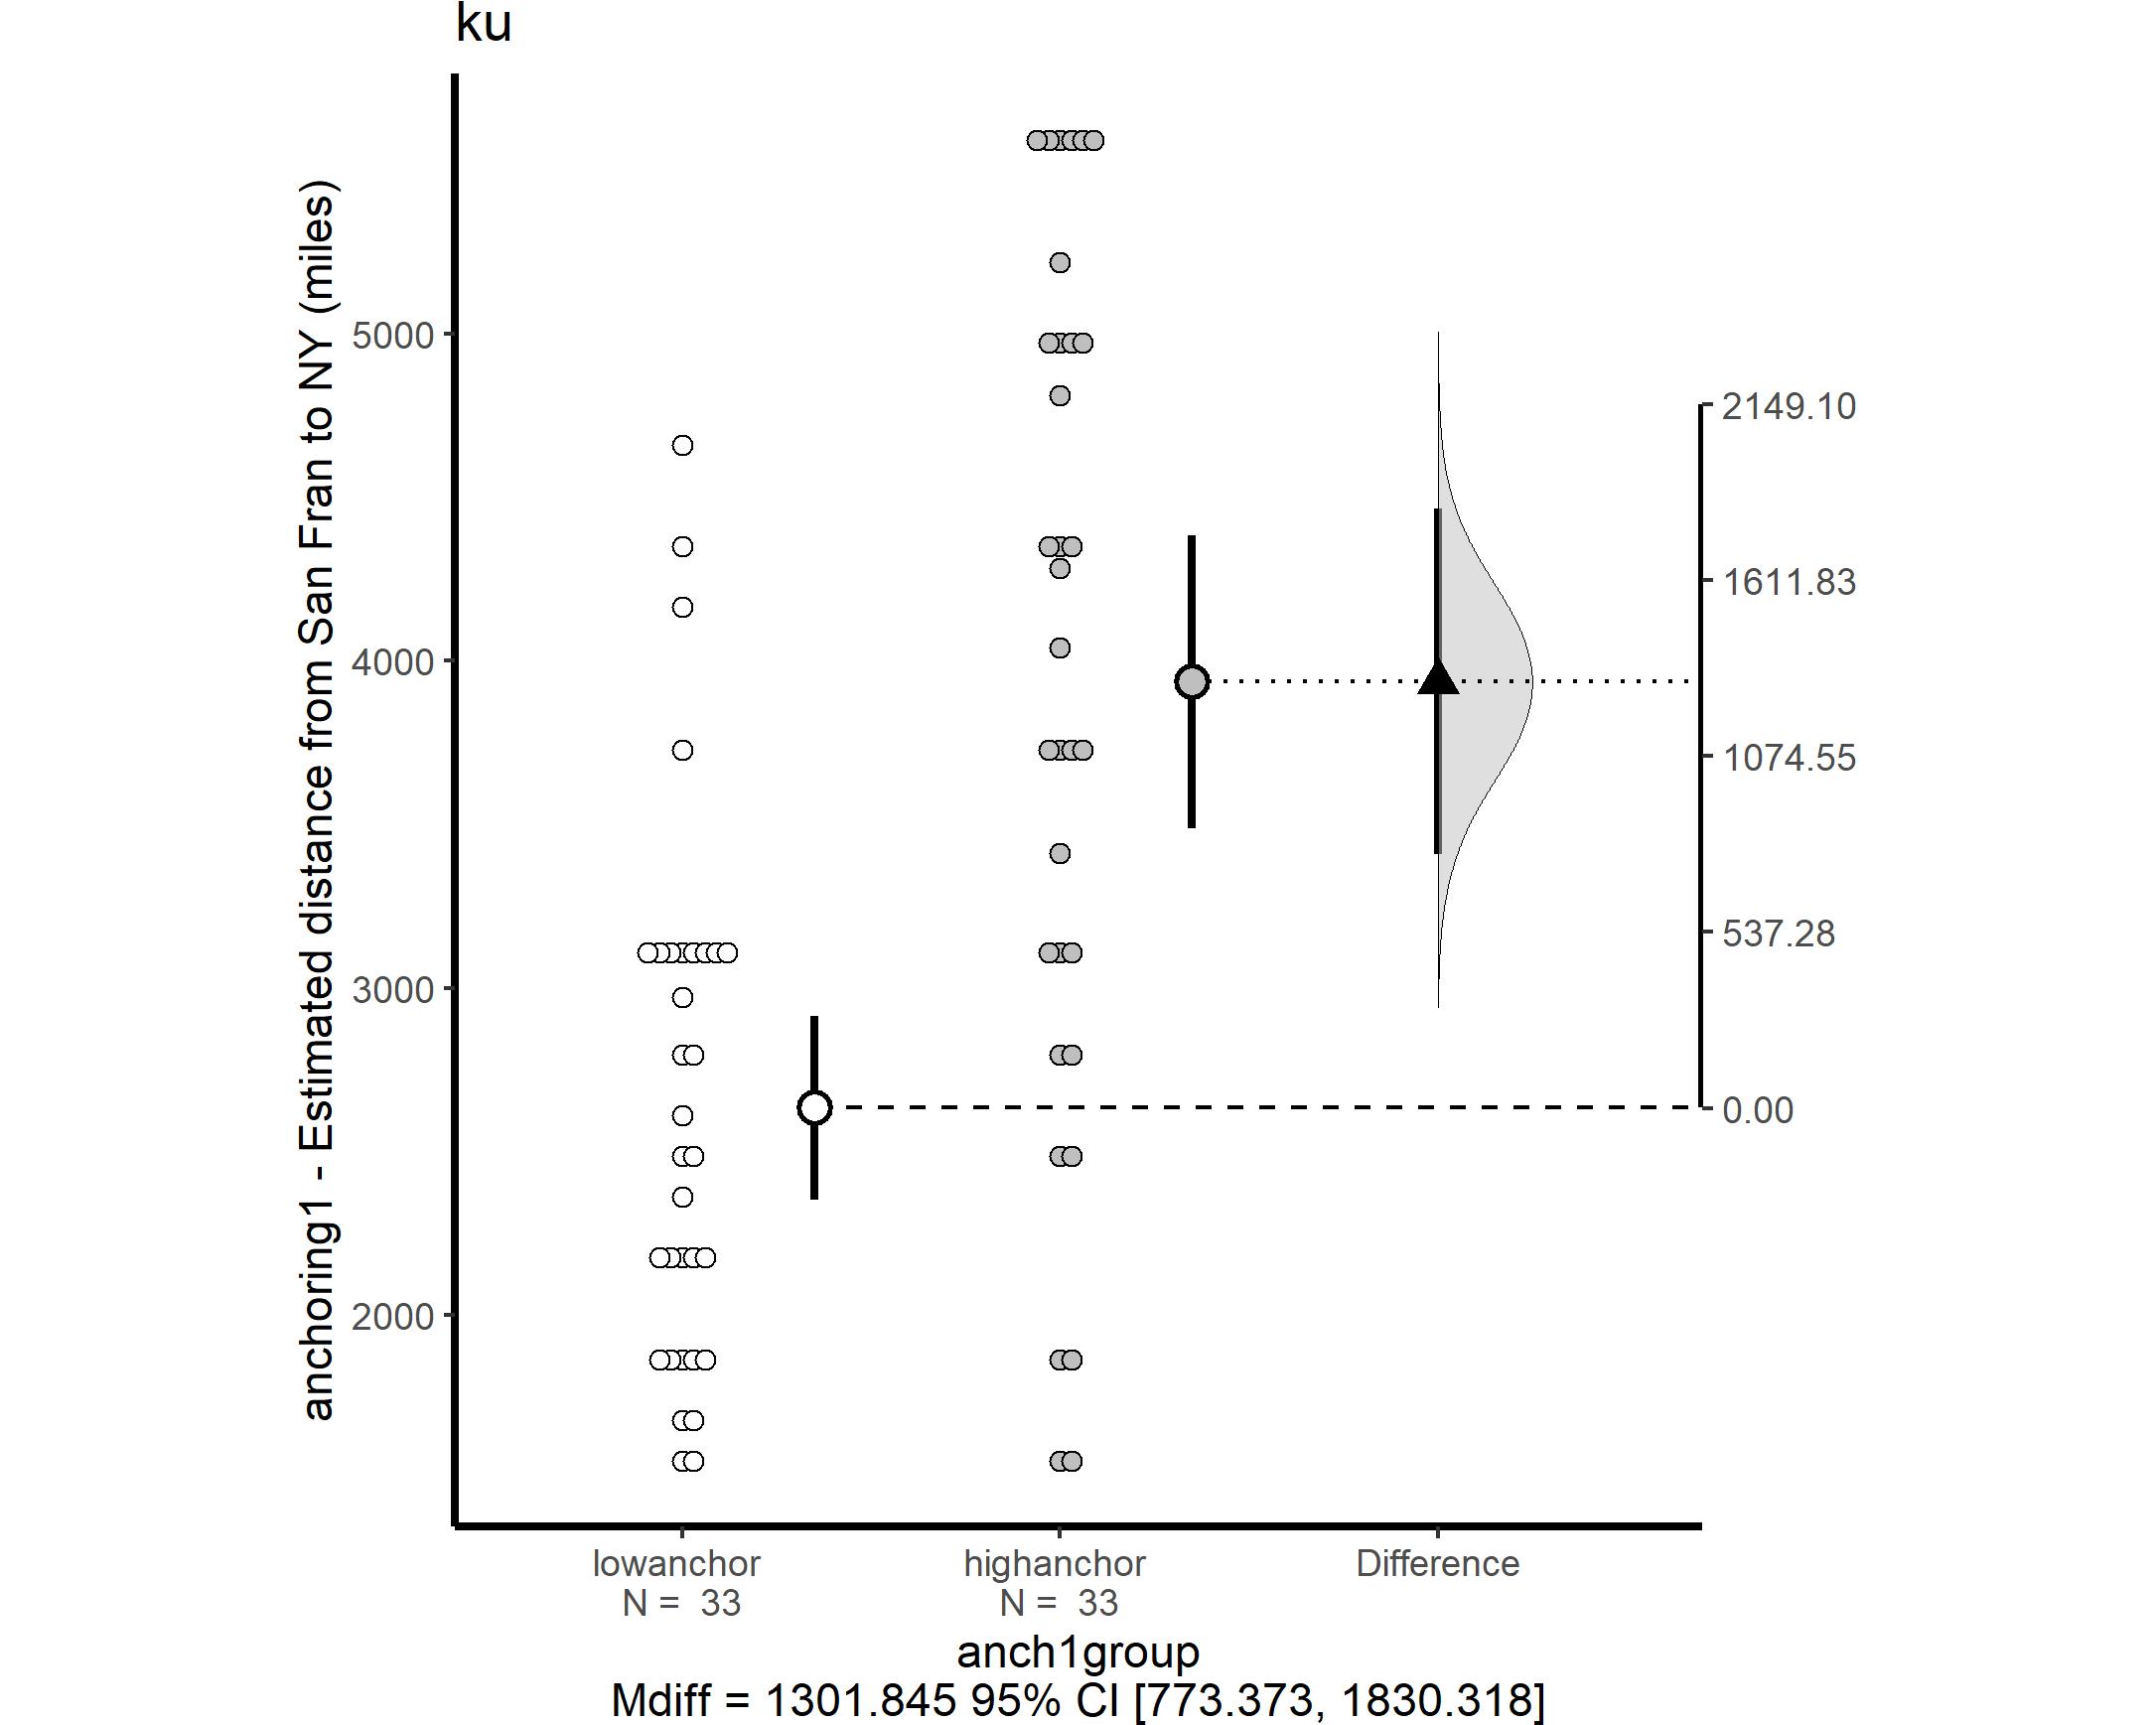 ku
anchoring1 - Estimated distance from San Fran to NY (miles)
5000
4000
3000
2000
2149.10
1611.83
1074.55
537.28
0.00
lowanchor
N =  33
highanchor
N =  33
Difference
anch1group
Mdiff = 1301.845 95% CI [773.373, 1830.318]